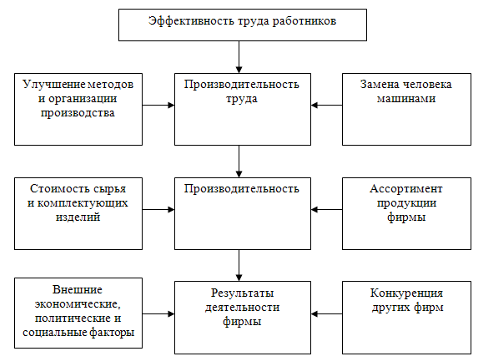 Эффективность труда работников
Улучшение методов
и организации
производства
Производительность
труда
Замена человека
машинами
Стоимость сырья
и комплектующих
изделий
Производительность
Ассортимент
продукции
фирмы
Внешние
экономические,
политические и
социальные факторы
Результаты
деятельности
фирмы
Конкуренция
других фирм